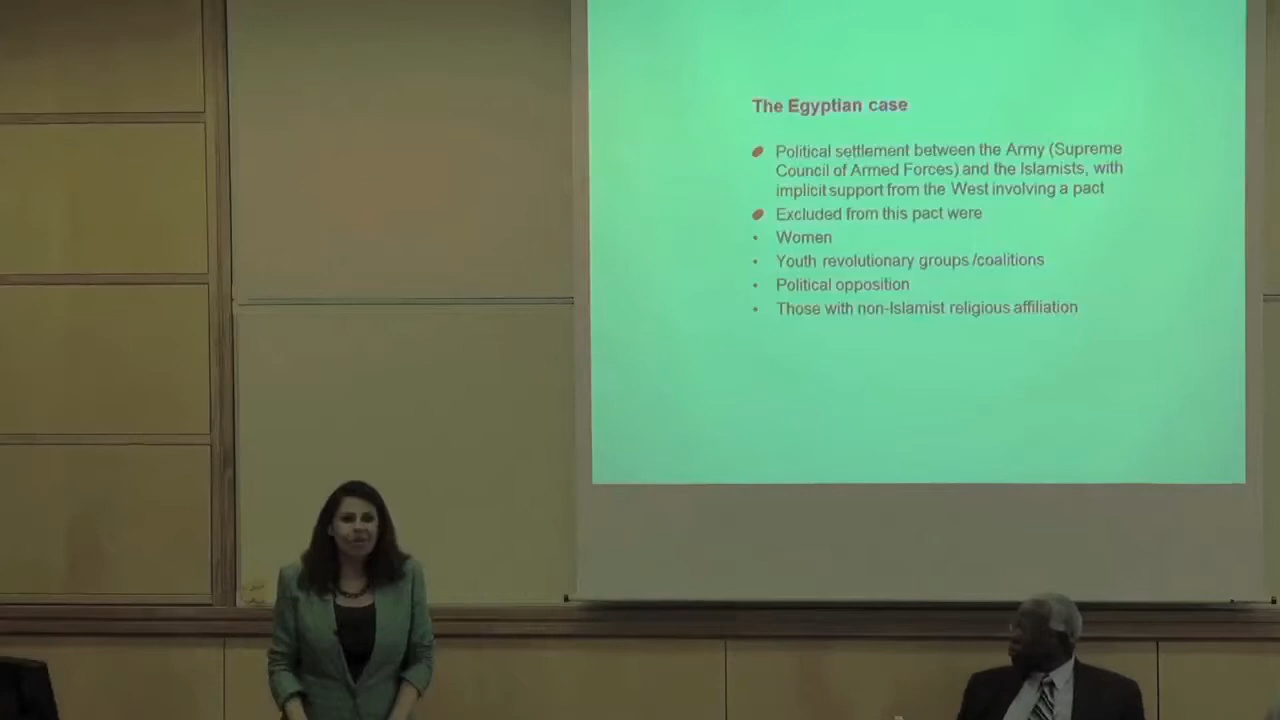 The Egyptian case
Political settlement between the Army (Supreme
Council of Armed Forces) and the Islamists, with
implicit support from the West involving a pact
Excluded from this pact were
Women
Youth revolutionary groups /coalitions
Political opposition
Those with non-Islamist religious affiliation